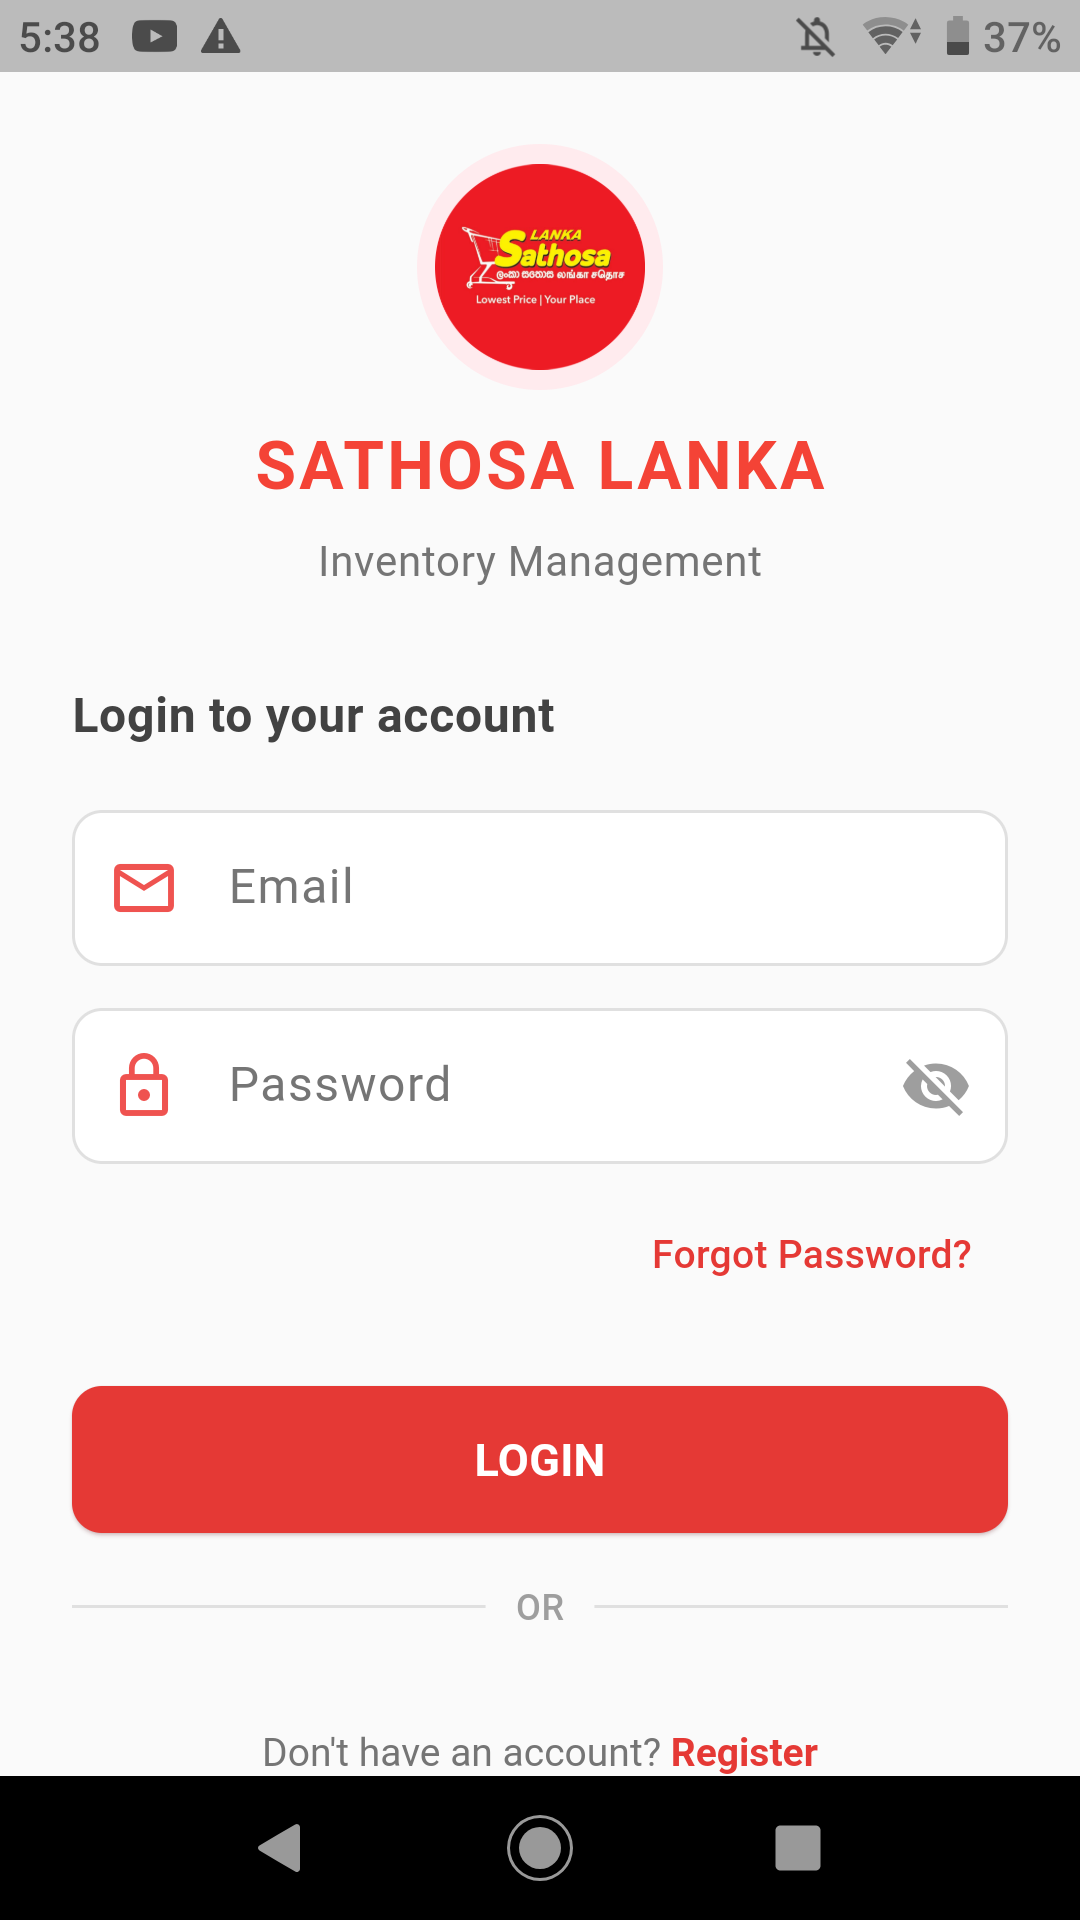 5:38
37%
LANKA
Sathosa
ලංකා සතොස லங்கா சதொச
Lowest Price | Your Place
SATHOSA LANKA
Inventory Management
Login to your account
Email
Password
Forgot Password?
LOGIN
OR
Don't have an account? Register